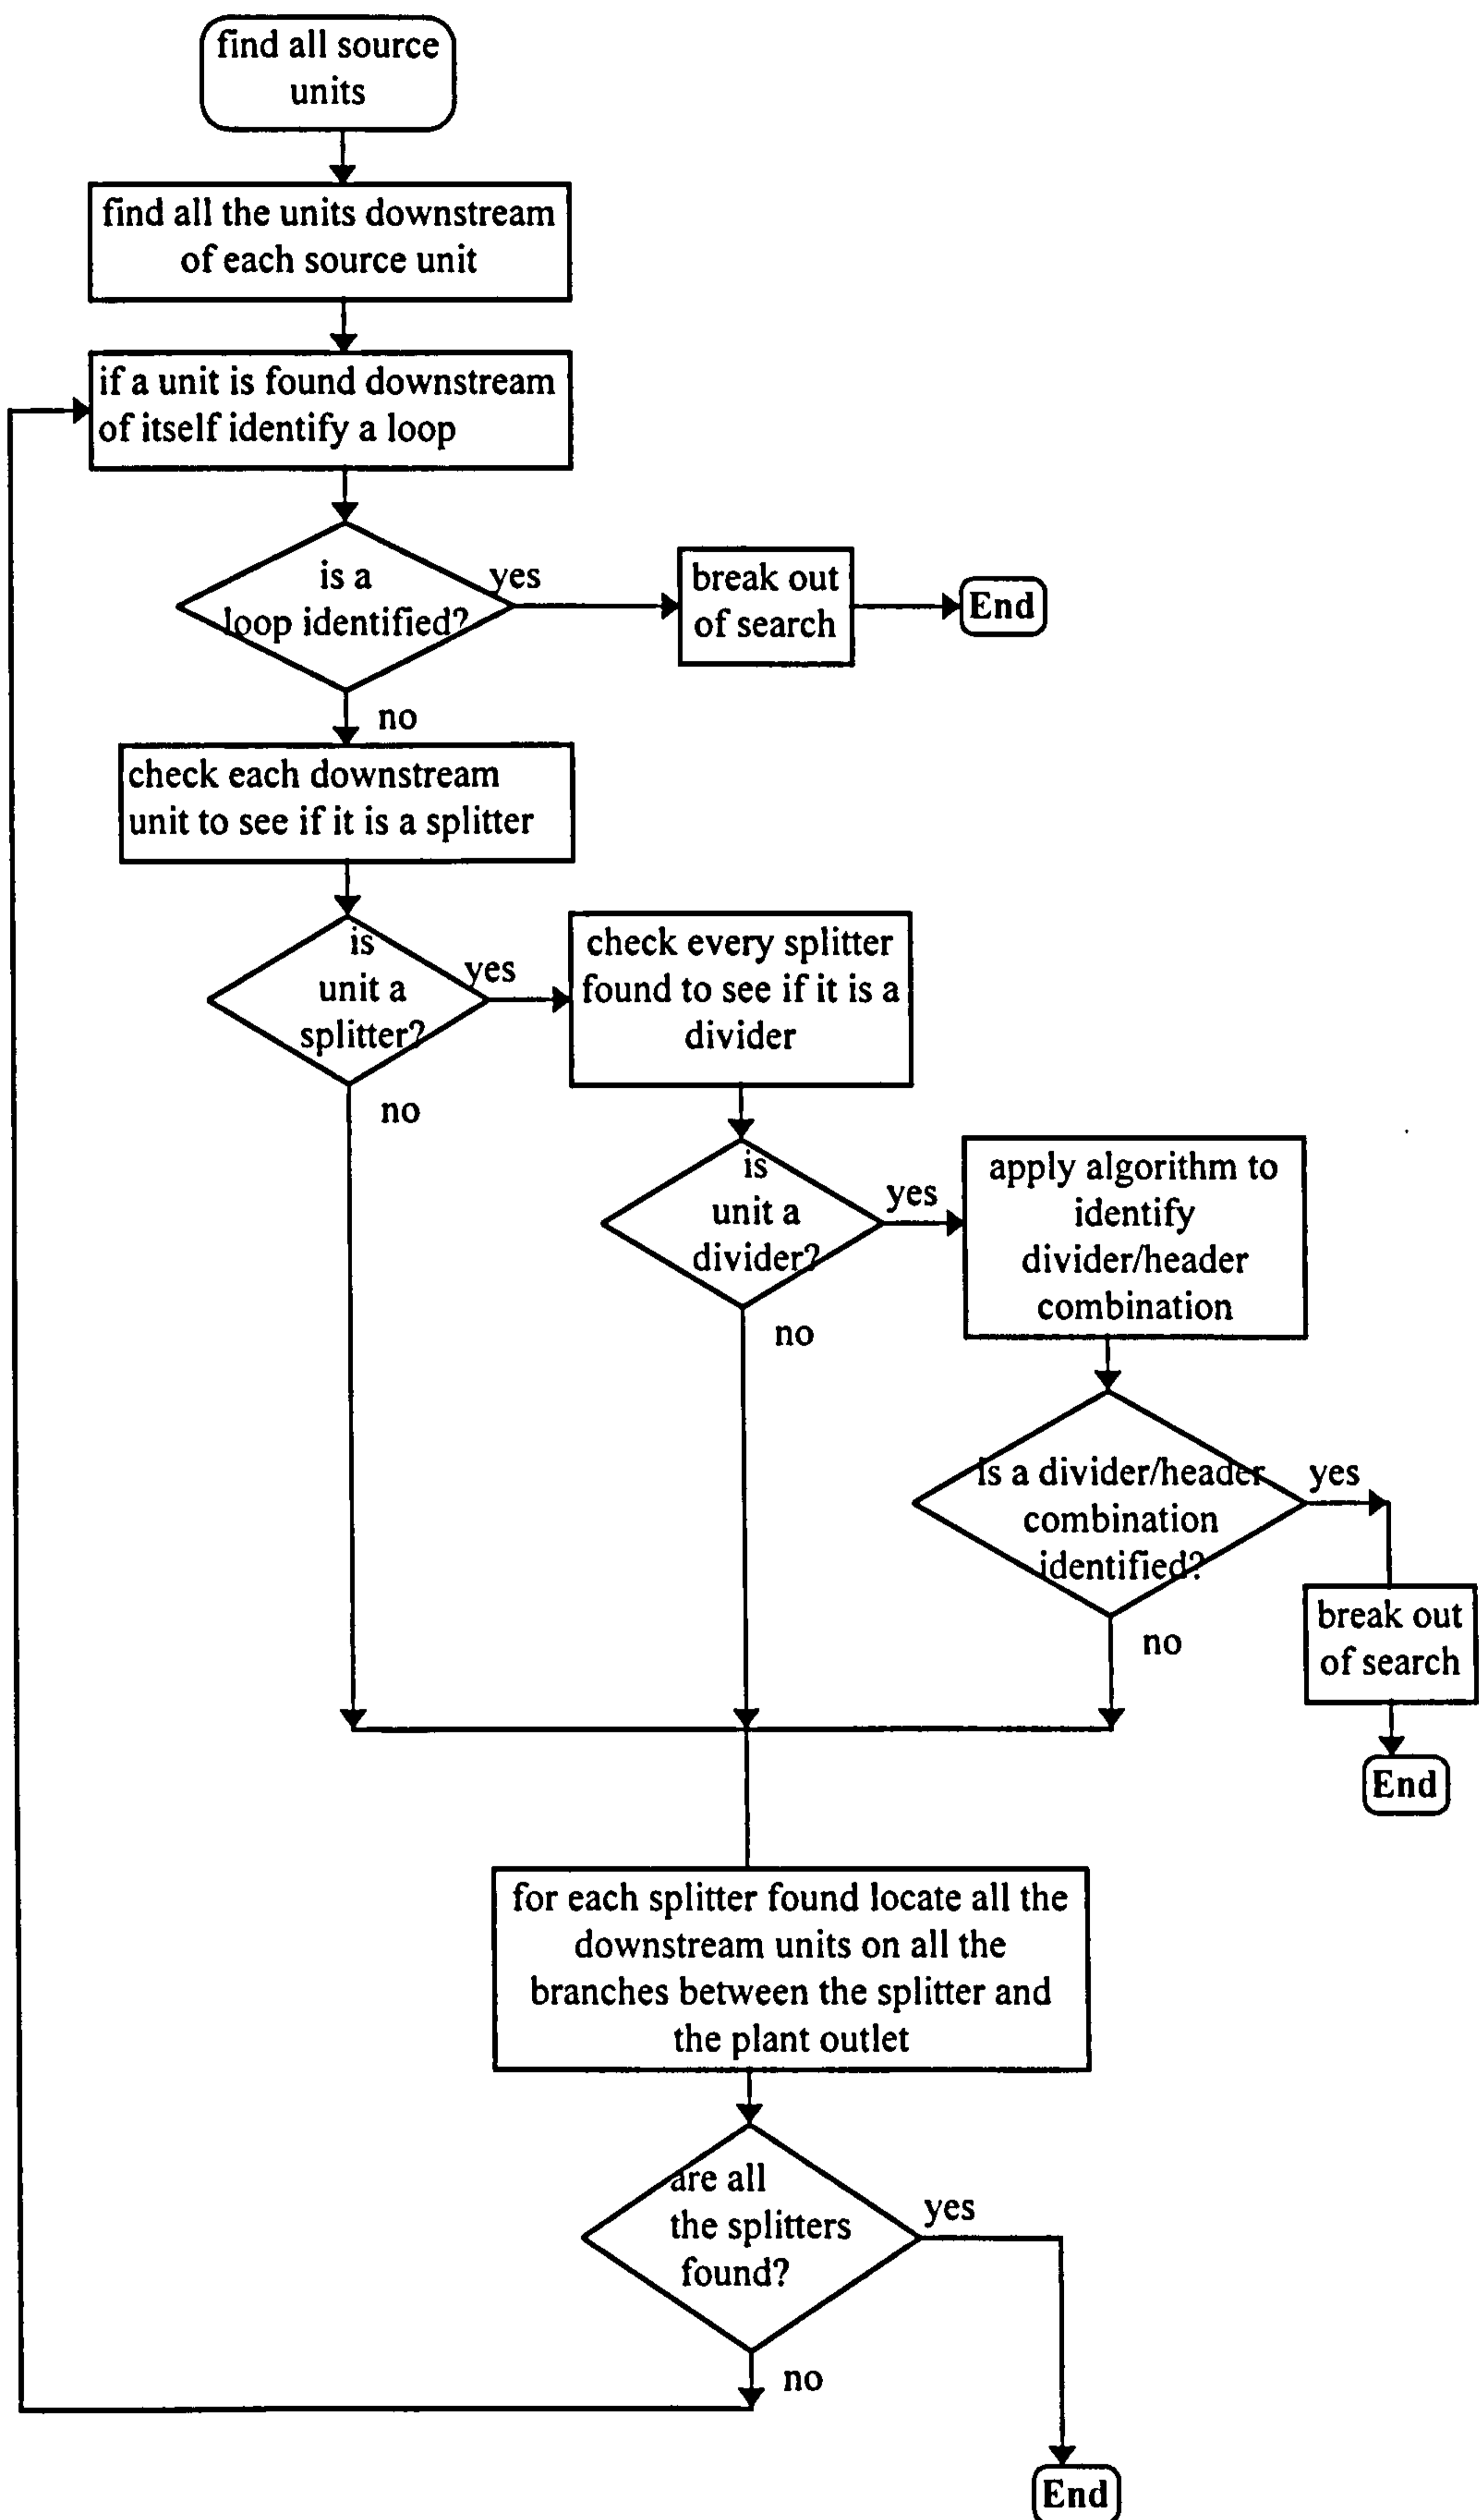 find all source
units
find all the units downstream
of each source unit
if a unit is found downstream
of itself identify a loop
is a
loop identified?
yes
break out
of search
End
no
check each downstream
unit to see if it is a splitter
is
unit a
splitter?
yes
check every splitter
found to see if it is a
divider
no
is
unit a
divider?
yes
apply algorithm to
identify
divider/header
combination
no
is a divider/header
combination
identified?
yes
break out
of search
no
End
for each splitter found locate all the
downstream units on all the
branches between the splitter and
the plant outlet
are all
the splitters
found?
yes
no
End